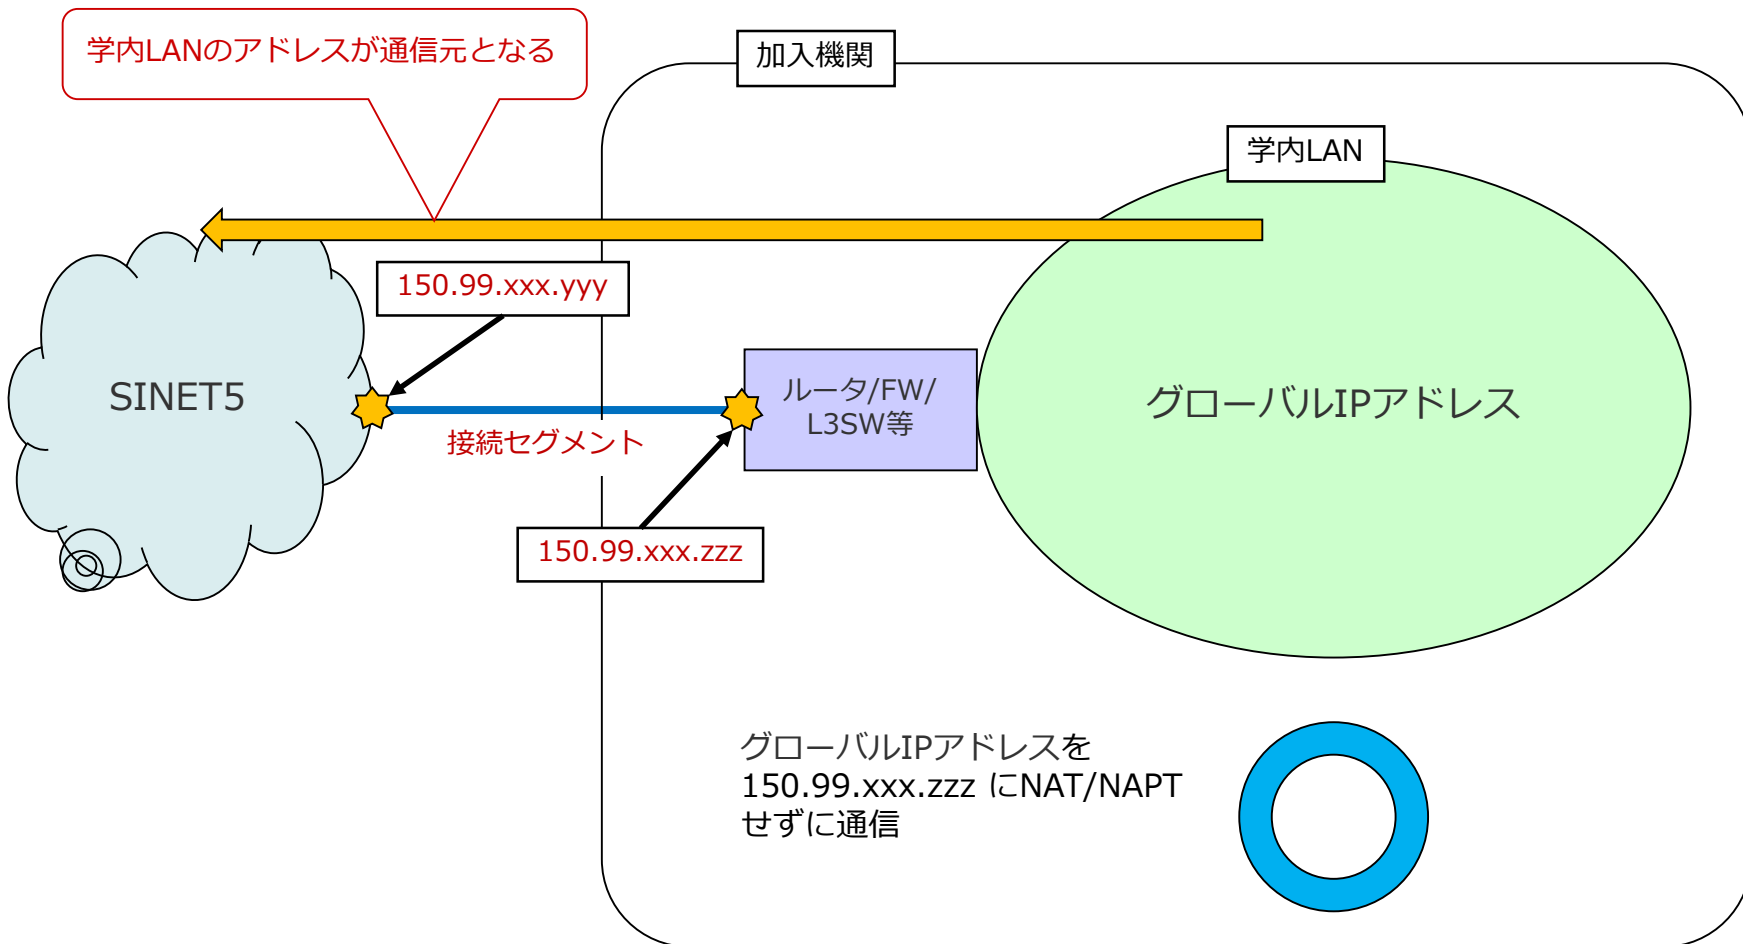 学内LANのアドレスが通信元となる
加入機関
学内LAN
150.99.xxx.yyy
SINET5
ルータ/FW/
L3SW等
グローバルIPアドレス
接続セグメント
150.99.xxx.zzz
グローバルIPアドレスを
150.99.xxx.zzz にNAT/NAPT
せずに通信